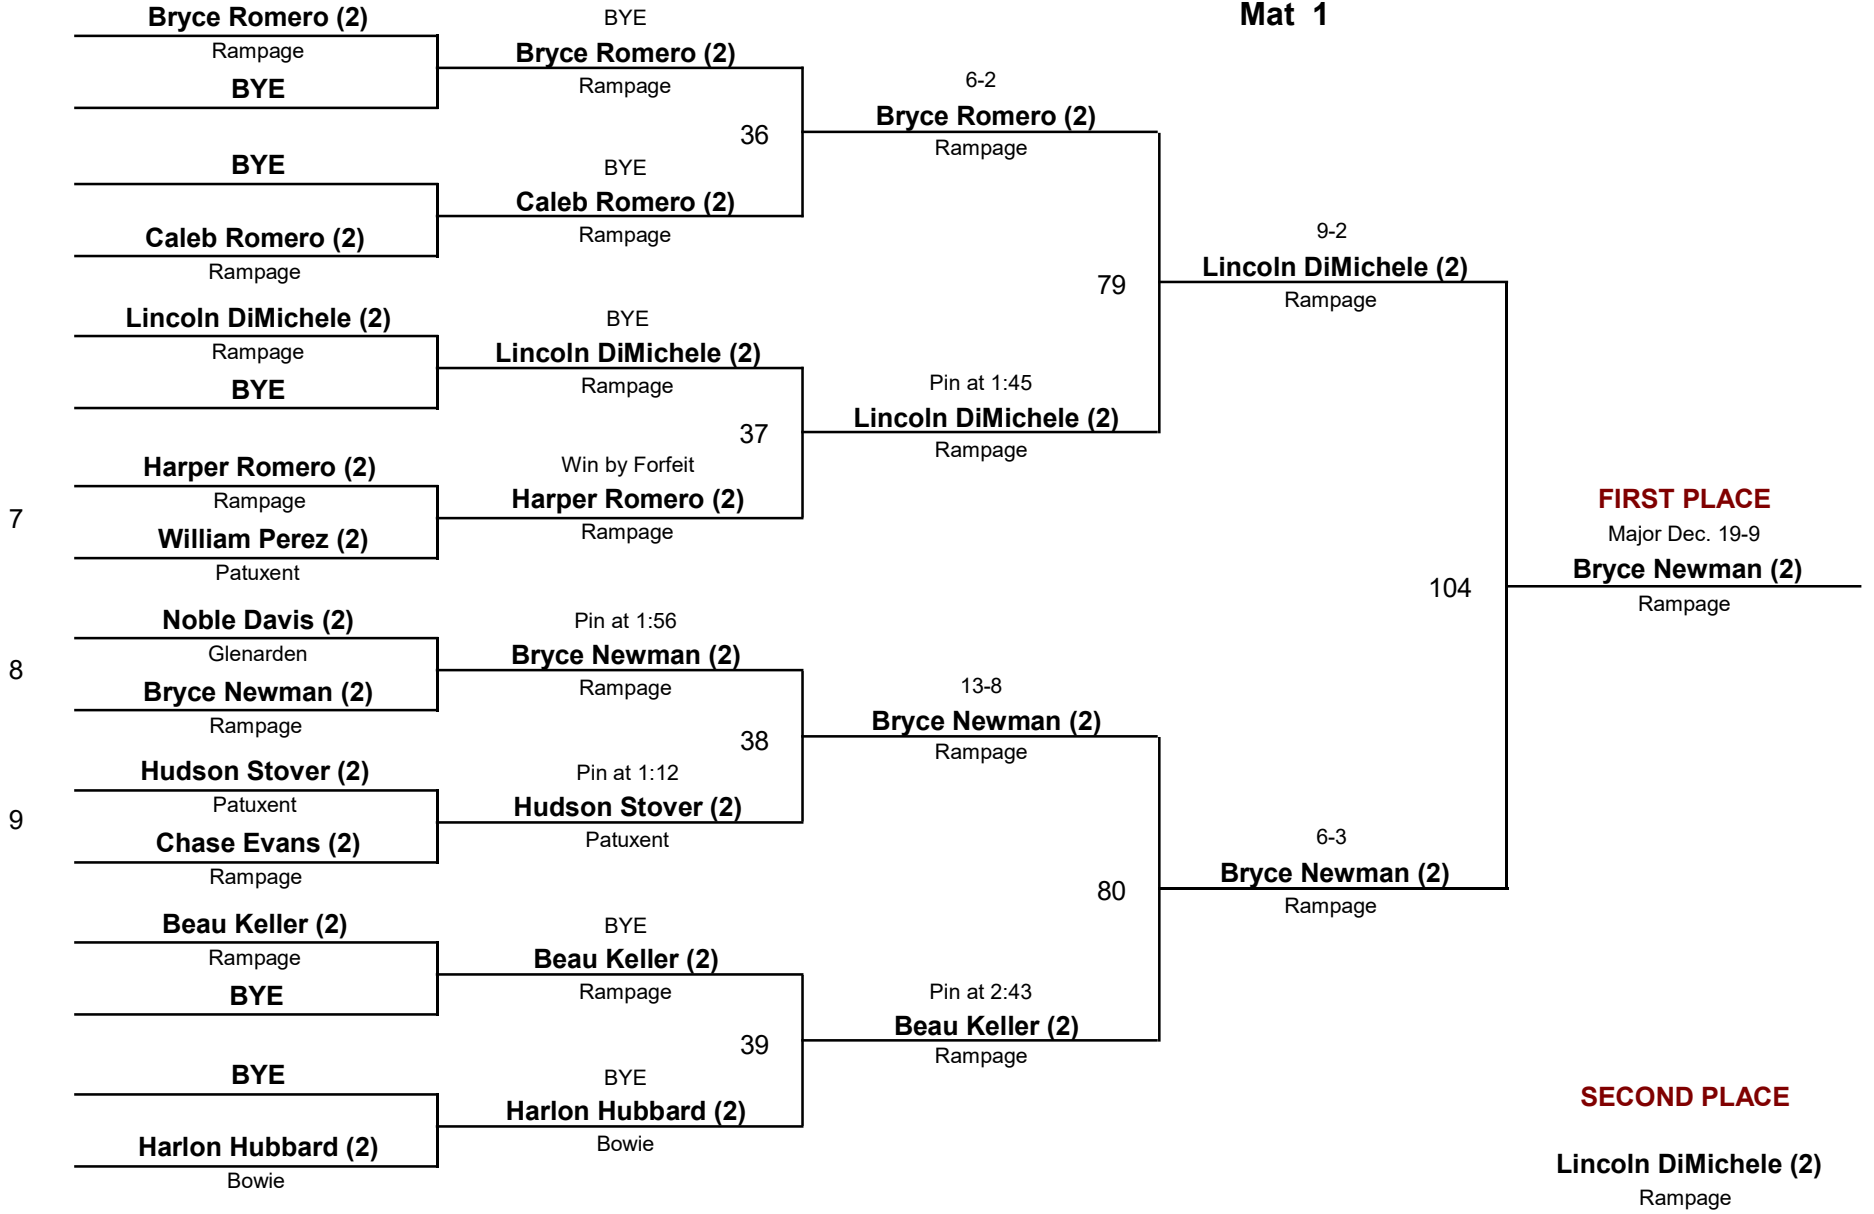 Mat 1
Bryce Romero (2)
Rampage
BYE
BYE
Caleb Romero (2)
Rampage
Lincoln DiMichele (2)
Rampage
BYE
7
Harper Romero (2)
Rampage
William Perez (2)
Patuxent
8
Noble Davis (2)
Glenarden
Bryce Newman (2)
Rampage
9
Hudson Stover (2)
Patuxent
Chase Evans (2)
Rampage
Beau Keller (2)
Rampage
BYE
BYE
Harlon Hubbard (2)
Bowie
BYE
Bryce Romero (2)
Rampage
36
BYE
Caleb Romero (2)
Rampage
BYE
Lincoln DiMichele (2)
Rampage
37
Win by Forfeit
Harper Romero (2)
Rampage
Pin at 1:56
Bryce Newman (2)
Rampage
38
Pin at 1:12
Hudson Stover (2)
Patuxent
BYE
Beau Keller (2)
Rampage
39
BYE
Harlon Hubbard (2)
Bowie
6-2
Bryce Romero (2)
Rampage
79
Pin at 1:45
Lincoln DiMichele (2)
Rampage
13-8
Bryce Newman (2)
Rampage
80
Pin at 2:43
Beau Keller (2)
Rampage
9-2
Lincoln DiMichele (2)
Rampage
104
6-3
Bryce Newman (2)
Rampage
FIRST PLACE
Major Dec. 19-9
Bryce Newman (2)
Rampage
SECOND PLACE
Lincoln DiMichele (2)
Rampage